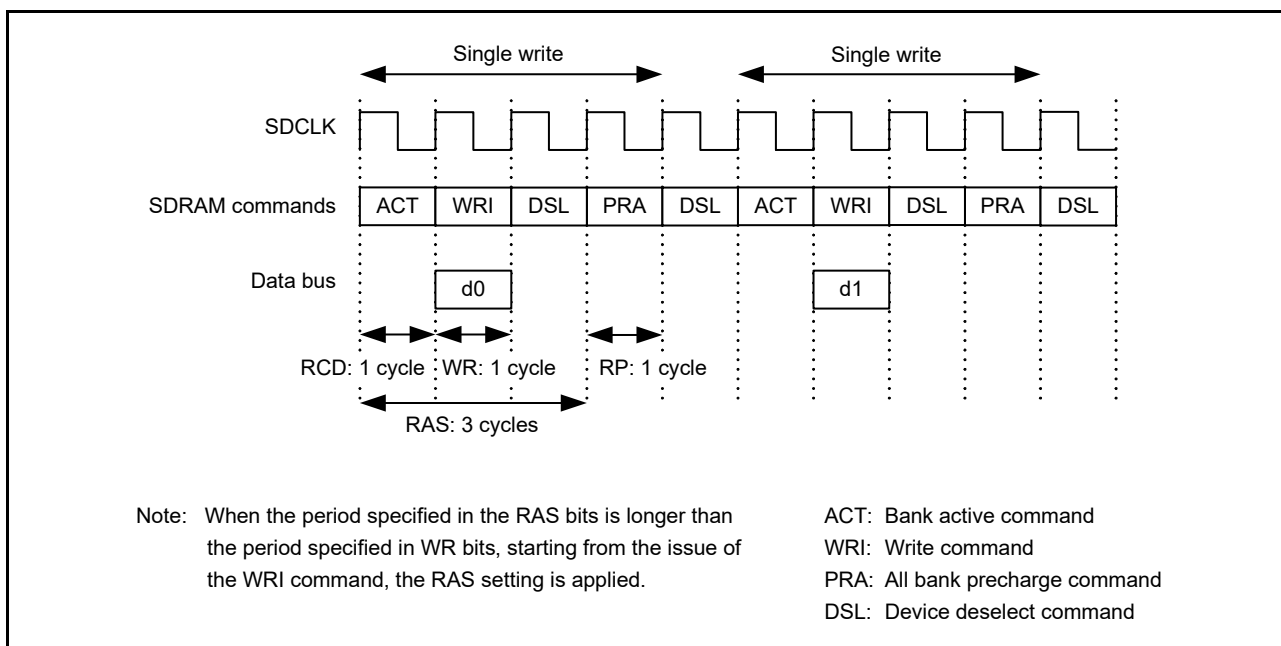 Single write Single write
SDCLK
SDRAM commands ACT WRI DSL PRA DSL ACT WRI DSL PRA DSL
Data bus d0 d1
RCD: 1 cycle WR: 1 cycle RP: 1 cycle
RAS: 3 cycles
Note: When the period specified in the RAS bits is longer than
the period specified in WR bits, starting from the issue of
the WRI command, the RAS setting is applied.
ACT: Bank active command
WRI: Write command
PRA: All bank precharge command
DSL: Device deselect command